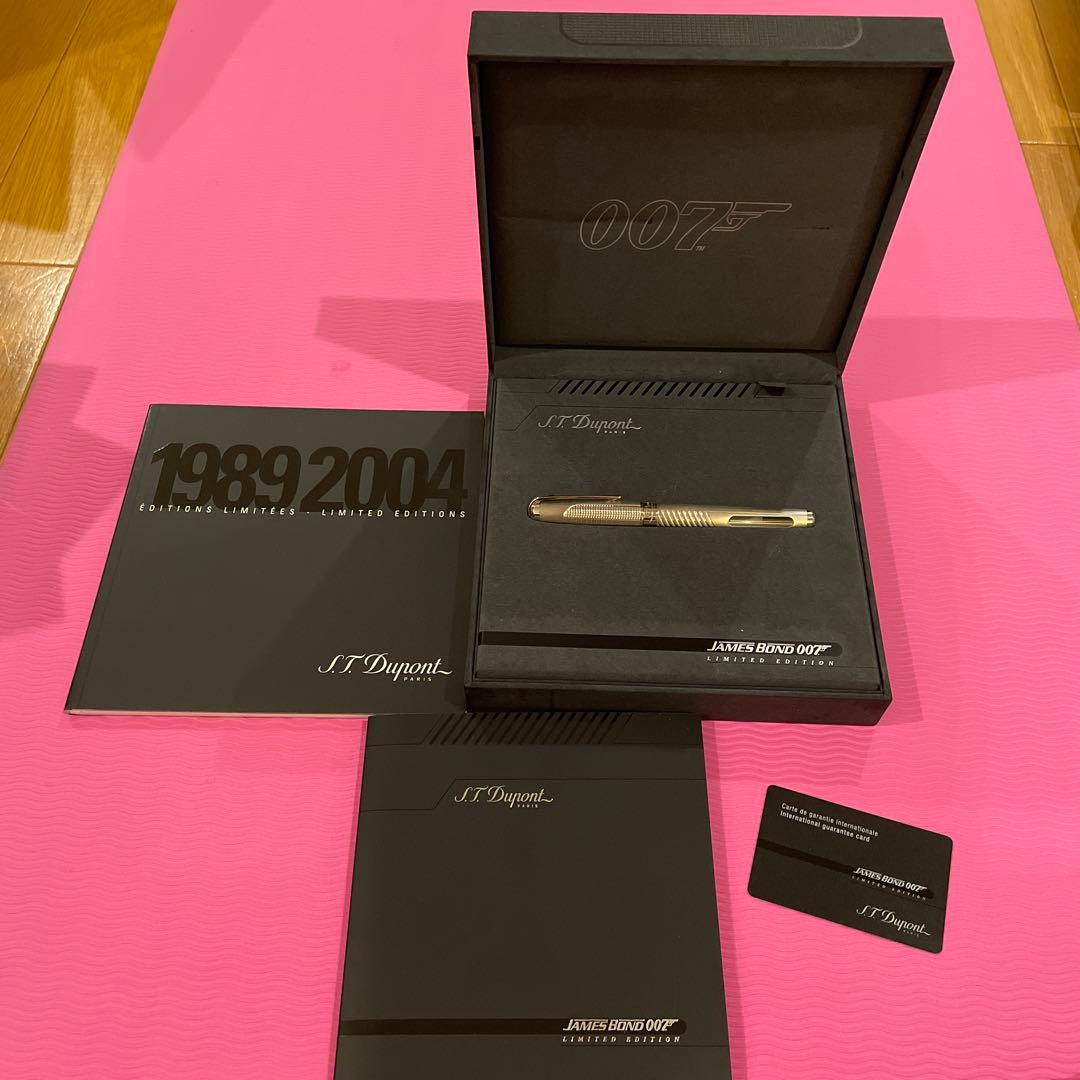 007
TM
S.T. Dupont
PARIS
JAMES BOND 007
LIMITED EDITION
1989 2004
ÉDITIONS LIMITÉES - LIMITED EDITIONS
S.T. Dupont
PARIS
S.T. Dupont
PARIS
JAMES BOND 007
LIMITED EDITION
Carte de garantie internationale
International guarantee card
JAMES BOND 007
LIMITED EDITION
S.T. Dupont
PARIS